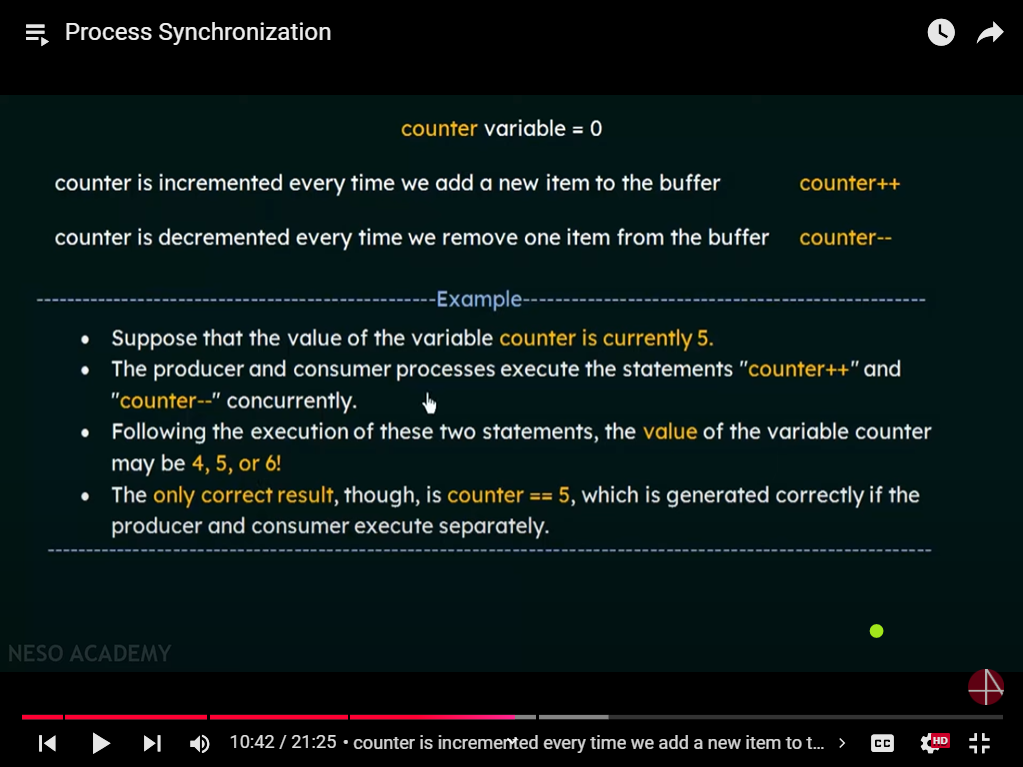 Process Synchronization
counter variable = 0
counter is incremented every time we add a new item to the buffer counter++
counter is decremented every time we remove one item from the buffer counter--
--------------------------------------------------Example--------------------------------------------------
• Suppose that the value of the variable counter is currently 5.
• The producer and consumer processes execute the statements "counter++" and
"counter--" concurrently.
• Following the execution of these two statements, the value of the variable counter
may be 4, 5, or 6!
• The only correct result, though, is counter == 5, which is generated correctly if the
producer and consumer execute separately.
--------------------------------------------------------------------------------------------------------------
NESO ACADEMY
10:42 / 21:25 • counter is incremented every time we add a new item to t... CC HD